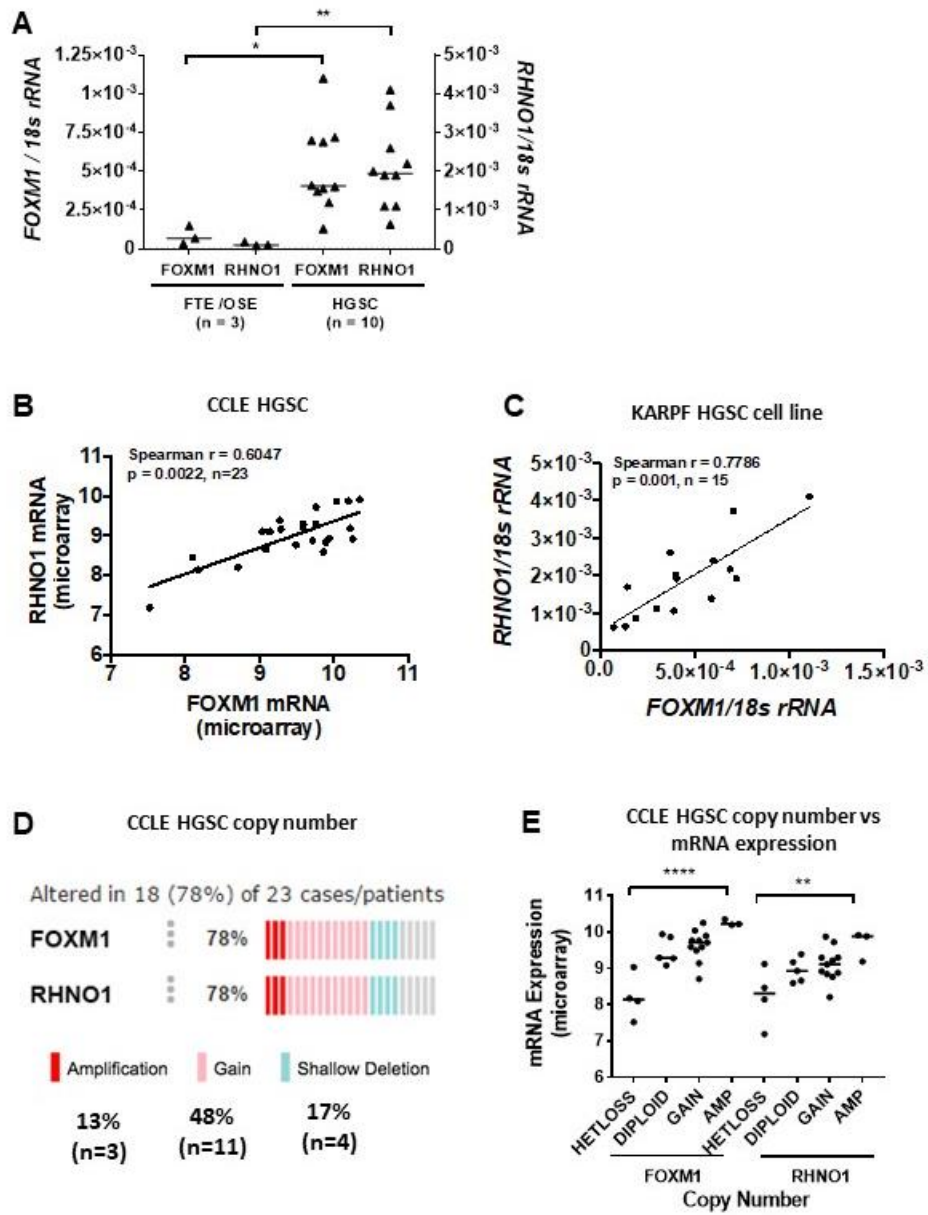 A
*
**
FOXM1 / 18s rRNA
1.25×10⁻³
1×10⁻³
7.5×10⁻⁴
5×10⁻⁴
2.5×10⁻⁴
0
5×10⁻³
4×10⁻³
3×10⁻³
2×10⁻³
1×10⁻³
0
RHNO1/18s rRNA
FOXM1 RHNO1 FOXM1 RHNO1
FTE /OSE
(n = 3)
HGSC
(n = 10)
B
CCLE HGSC
Spearman r = 0.6047
p = 0.0022, n=23
RHNO1 mRNA
(microarray)
11
10
9
8
7
6
7 8 9 10 11
FOXM1 mRNA
(microarray)
C
KARPF HGSC cell line
Spearman r = 0.7786
p = 0.001, n = 15
RHNO1/18s rRNA
5×10⁻³
4×10⁻³
3×10⁻³
2×10⁻³
1×10⁻³
0
0.0 5.0×10⁻⁴ 1.0×10⁻³ 1.5×10⁻³
FOXM1/18s rRNA
D
CCLE HGSC copy number
Altered in 18 (78%) of 23 cases/patients
FOXM1 78%
RHNO1 78%
Amplification Gain Shallow Deletion
13% 48% 17%
(n=3) (n=11) (n=4)
E
CCLE HGSC copy number vs
mRNA expression
****
**
mRNA Expression
(microarray)
11
10
9
8
7
6
HETLOSS DIPLOID GAIN AMP HETLOSS DIPLOID GAIN AMP
FOXM1 RHNO1
Copy Number